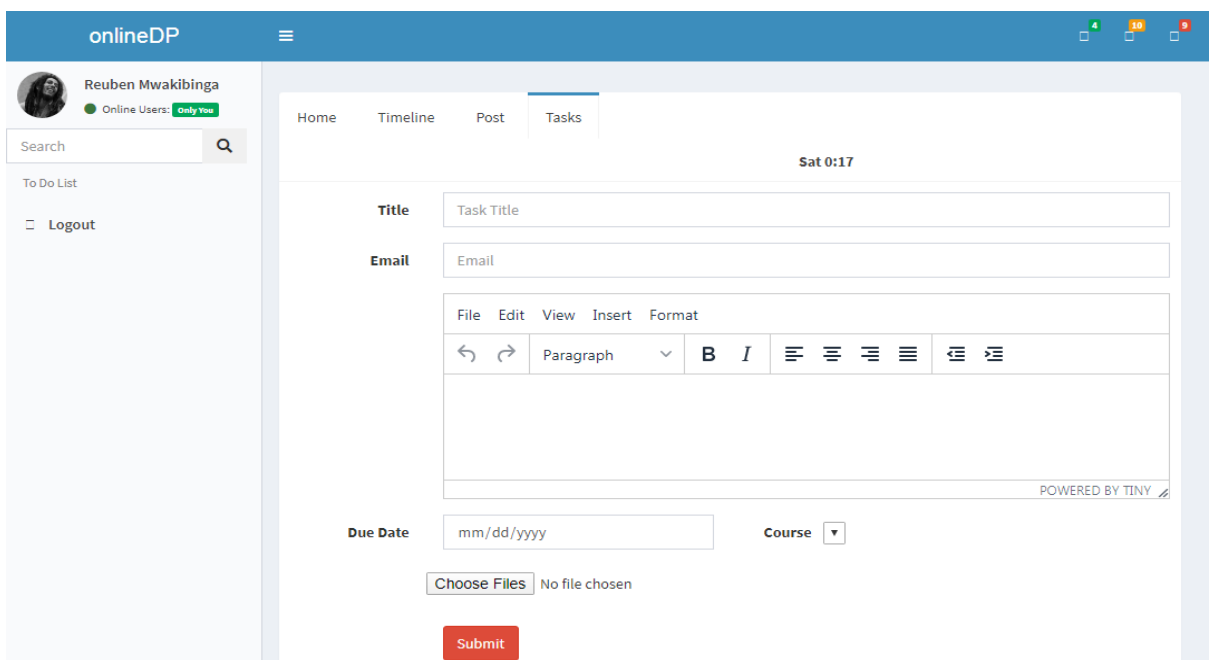 onlineDP
4 10 9
Reuben Mwakibinga
Online Users: Only You
Search
To Do List
Logout
Home Timeline Post Tasks
Sat 0:17
Title Task Title
Email Email
File Edit View Insert Format
Paragraph B I
POWERED BY TINY
Due Date mm/dd/yyyy Course
Choose Files No file chosen
Submit